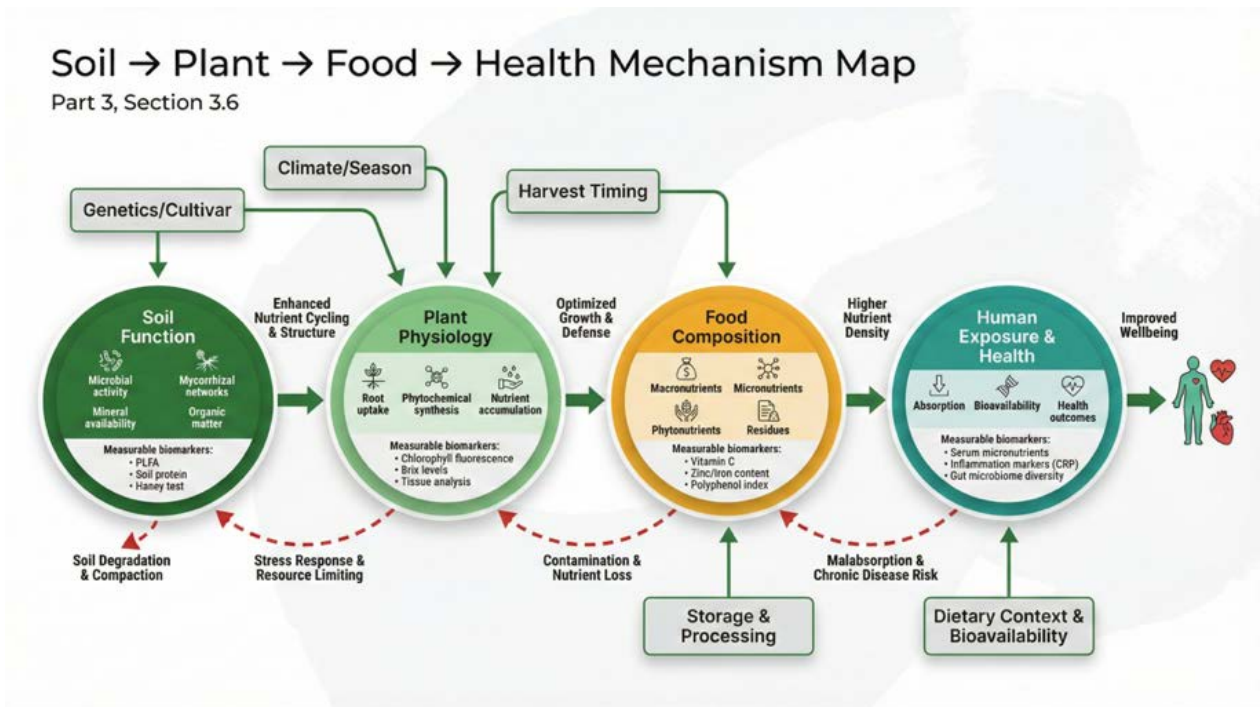 Soil → Plant → Food → Health Mechanism Map
Part 3, Section 3.6
Climate/Season
Genetics/Cultivar
Harvest Timing
Soil
Function
Microbial
activity
Mycorrhizal
networks
Mineral
availability
Organic
matter
Measurable biomarkers:
• PLFA
• Soil protein
• Haney test
Enhanced
Nutrient Cycling
& Structure
Plant
Physiology
Root
uptake
Phytochemical
synthesis
Nutrient
accumulation
Measurable biomarkers:
• Chlorophyll fluorescence
• Brix levels
• Tissue analysis
Optimized
Growth &
Defense
Food
Composition
Macronutrients
Micronutrients
Phytonutrients
Residues
Measurable biomarkers:
• Vitamin C
• Zinc/Iron content
• Polyphenol index
Higher
Nutrient
Density
Human
Exposure &
Health
Absorption
Bioavailability
Health
outcomes
Measurable biomarkers:
• Serum micronutrients
• Inflammation markers (CRP)
• Gut microbiome diversity
Improved
Wellbeing
Soil Degradation
& Compaction
Stress Response &
Resource Limiting
Contamination &
Nutrient Loss
Malabsorption &
Chronic Disease Risk
Storage &
Processing
Dietary Context &
Bioavailability